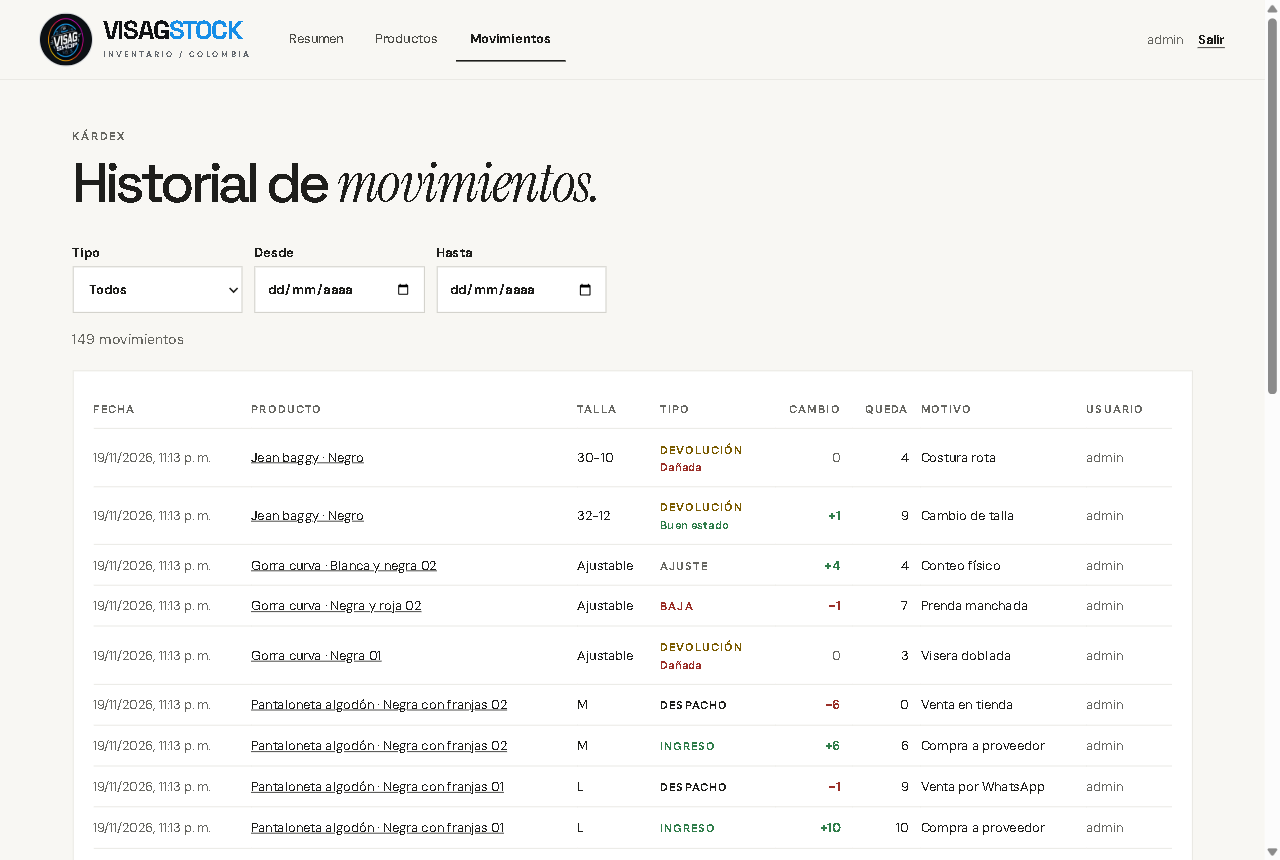 VISAG SHOP
VISAGSTOCK
INVENTARIO / COLOMBIA
Resumen Productos Movimientos
admin Salir
KÁRDEX
Historial de movimientos.
Tipo Desde Hasta
Todos dd/mm/aaaa dd/mm/aaaa
149 movimientos
FECHA PRODUCTO TALLA TIPO CAMBIO QUEDA MOTIVO USUARIO
19/11/2026, 11:13 p. m. Jean baggy · Negro 30-10 DEVOLUCIÓN 0 4 Costura rota admin
Dañada
19/11/2026, 11:13 p. m. Jean baggy · Negro 32-12 DEVOLUCIÓN +1 9 Cambio de talla admin
Buen estado
19/11/2026, 11:13 p. m. Gorra curva · Blanca y negra 02 Ajustable AJUSTE +4 4 Conteo físico admin
19/11/2026, 11:13 p. m. Gorra curva · Negra y roja 02 Ajustable BAJA −1 7 Prenda manchada admin
19/11/2026, 11:13 p. m. Gorra curva · Negra 01 Ajustable DEVOLUCIÓN 0 3 Visera doblada admin
Dañada
19/11/2026, 11:13 p. m. Pantaloneta algodón · Negra con franjas 02 M DESPACHO −6 0 Venta en tienda admin
19/11/2026, 11:13 p. m. Pantaloneta algodón · Negra con franjas 02 M INGRESO +6 6 Compra a proveedor admin
19/11/2026, 11:13 p. m. Pantaloneta algodón · Negra con franjas 01 L DESPACHO −1 9 Venta por WhatsApp admin
19/11/2026, 11:13 p. m. Pantaloneta algodón · Negra con franjas 01 L INGRESO +10 10 Compra a proveedor admin